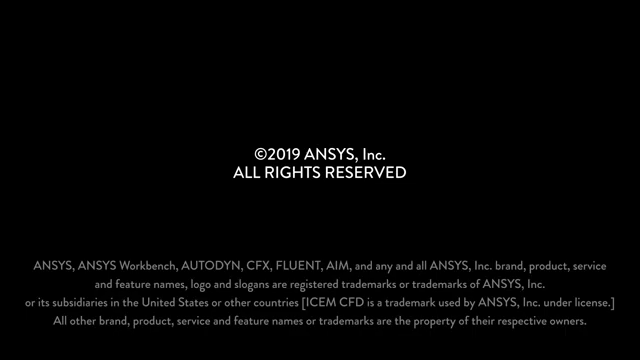 ©2019 ANSYS, Inc.
ALL RIGHTS RESERVED
ANSYS, ANSYS Workbench, AUTODYN, CFX, FLUENT, AIM, and any and all ANSYS, Inc. brand, product, service
and feature names, logo and slogans are registered trademarks or trademarks of ANSYS, Inc.
or its subsidiaries in the United States or other countries [ICEM CFD is a trademark used by ANSYS, Inc. under license.]
All other brand, product, service and feature names or trademarks are the property of their respective owners.